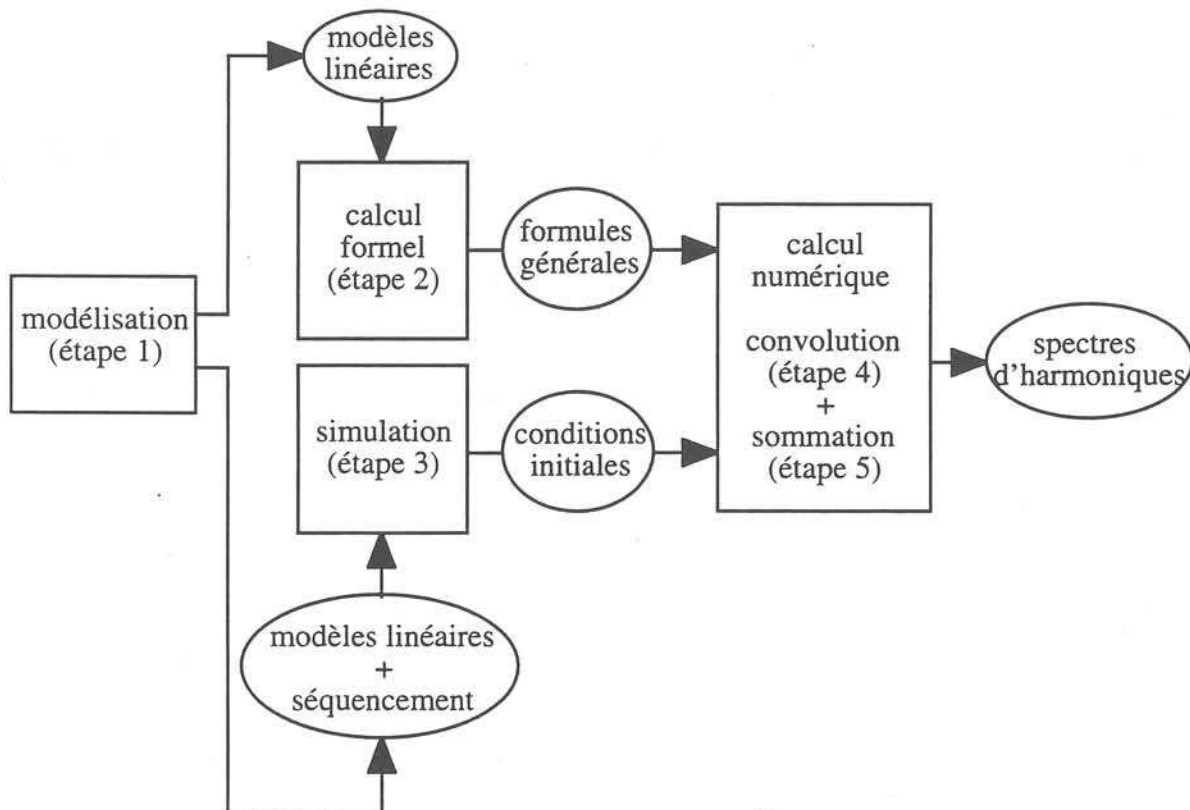 modèles
linéaires
calcul
formel
(étape 2)
formules
générales
calcul
numérique
convolution
(étape 4)
+
sommation
(étape 5)
modélisation
(étape 1)
spectres
d'harmoniques
simulation
(étape 3)
conditions
initiales
modèles linéaires
+
séquencement